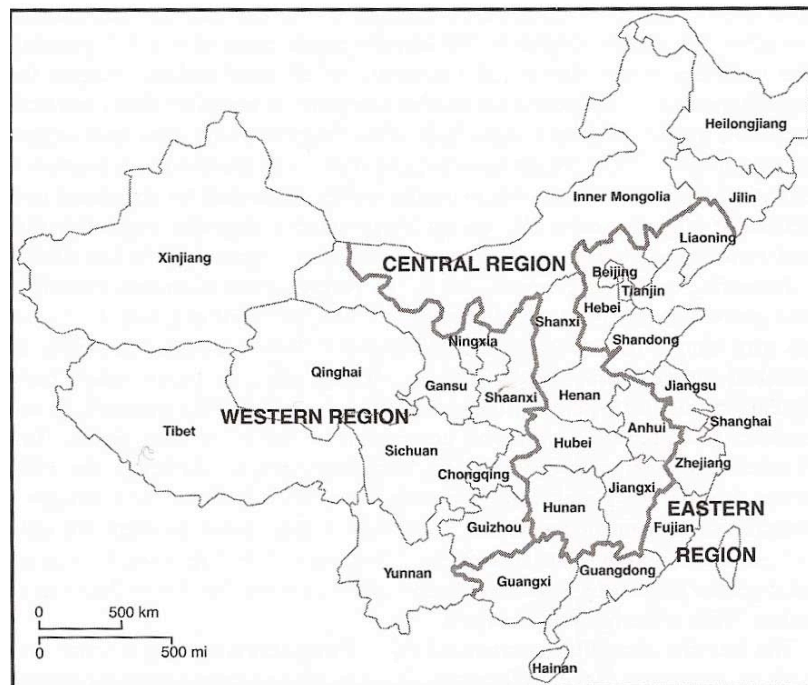 Heilongjiang
Inner Mongolia
Jilin
Liaoning
Xinjiang
CENTRAL REGION
Beijing
Tianjin
Hebei
Shanxi
Shandong
Ningxia
Qinghai
Gansu
Shaanxi
Henan
Jiangsu
WESTERN REGION
Anhui
Shanghai
Tibet
Sichuan
Hubei
Zhejiang
Chongqing
Hunan
Jiangxi
EASTERN
REGION
Guizhou
Fujian
Yunnan
Guangxi
Guangdong
0 500 km
0 500 mi
Hainan